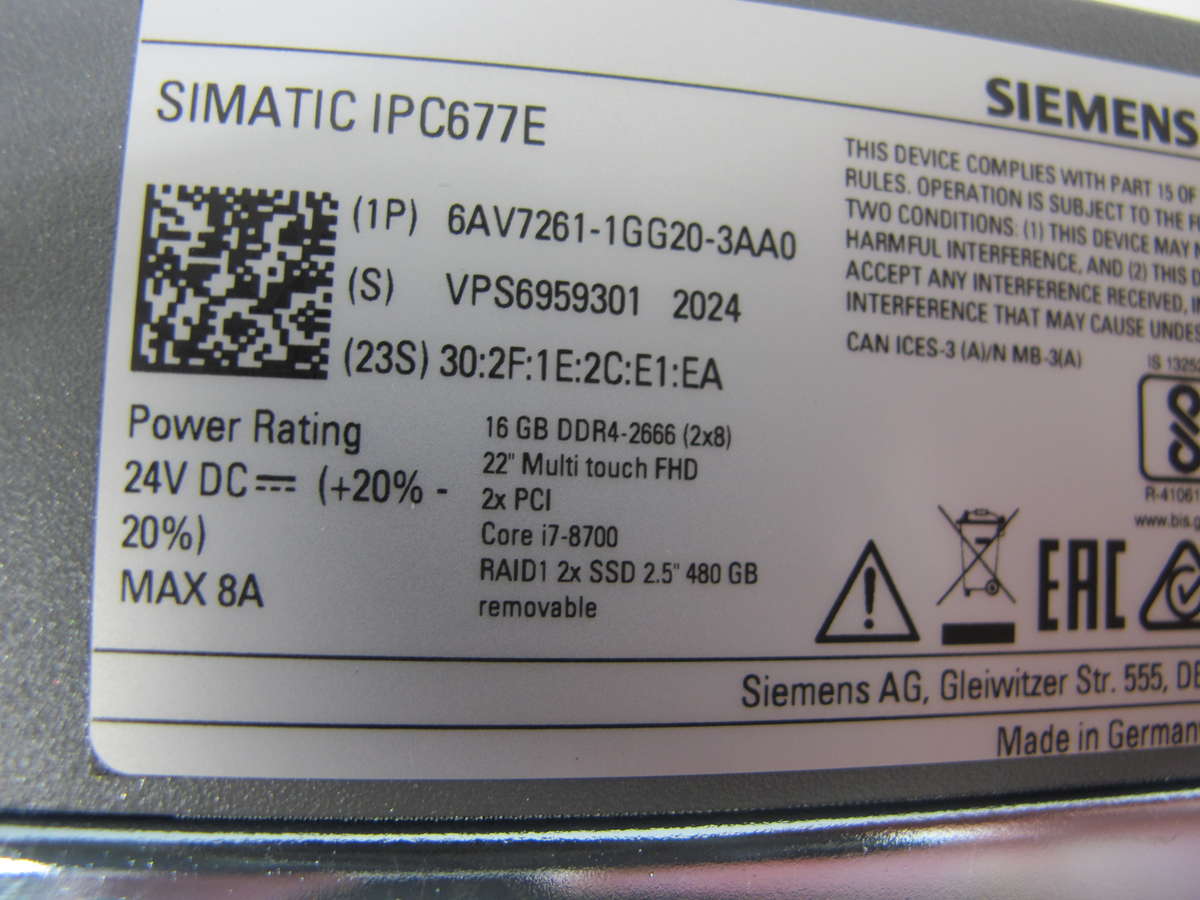 SIMATIC IPC677E
SIEMENS
(1P) 6AV7261-1GG20-3AA0
(S) VPS6959301 2024
(23S) 30:2F:1E:2C:E1:EA
THIS DEVICE COMPLIES WITH PART 15 OF
RULES. OPERATION IS SUBJECT TO THE
TWO CONDITIONS: (1) THIS DEVICE MAY
HARMFUL INTERFERENCE, AND (2) THIS
ACCEPT ANY INTERFERENCE RECEIVED,
INTERFERENCE THAT MAY CAUSE
CAN ICES-3 (A)/N MB-3(A)
Power Rating
24V DC (+20% -
20%)
MAX 8A
16 GB DDR4-2666 (2x8)
22" Multi touch FHD
2x PCI
Core i7-8700
RAID1 2x SSD 2.5" 480 GB
removable
IS 13252
R-41061
www.bis.
EAC
Siemens AG, Gleiwitzer Str. 555,
Made in